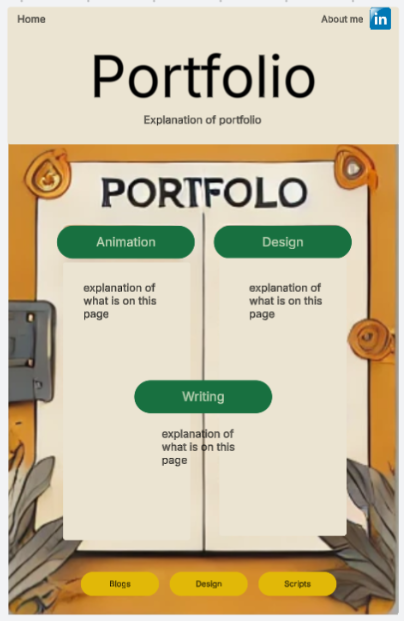 Home
About me in
Portfolio
Explanation of portfolio
PORTFOLO
Animation
Design
explanation of
what is on this
page
explanation of
what is on this
page
Writing
explanation of
what is on this
page
Blogs
Design
Scripts